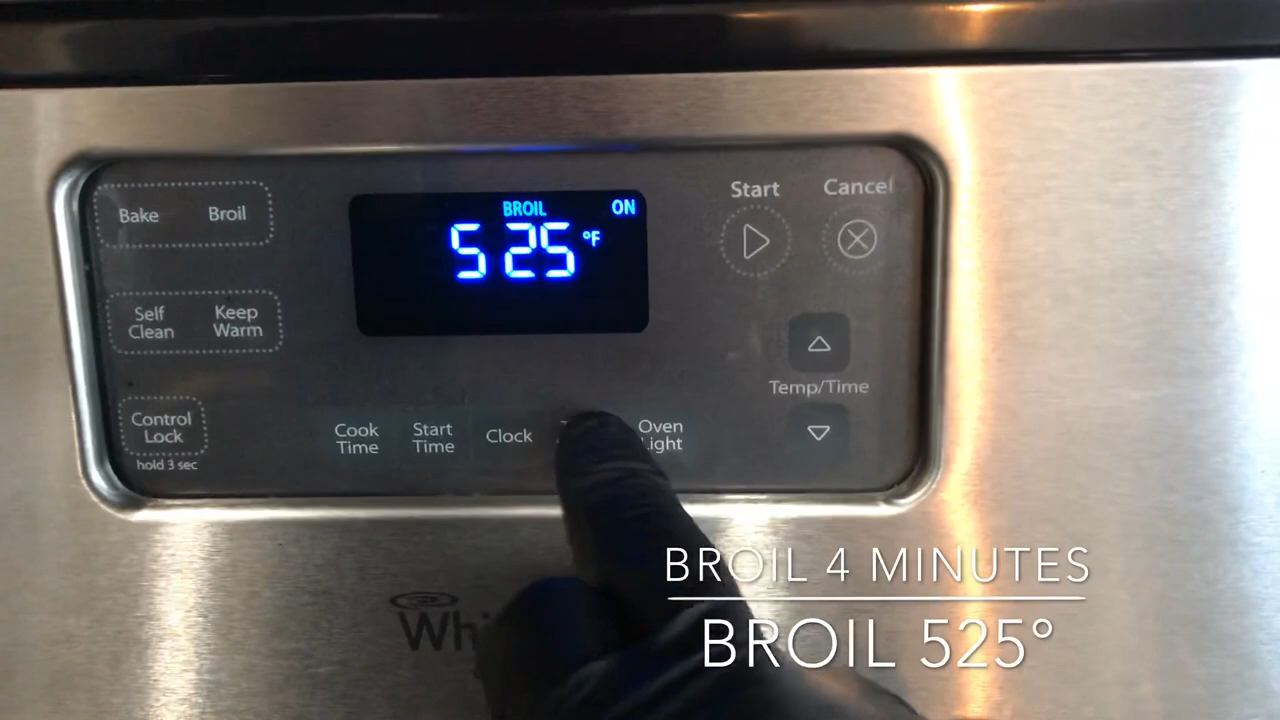 Bake Broil
BROIL ON
525 °F
Start Cancel
Self Clean
Keep Warm
Temp/Time
Control Lock
hold 3 sec
Cook Time
Start Time
Clock
Oven Light
BROIL 4 MINUTES
BROIL 525°